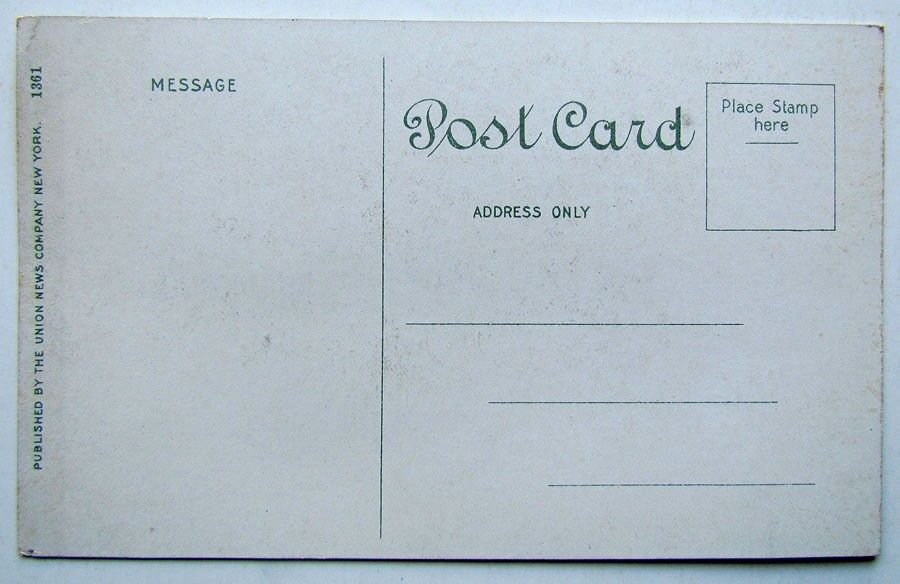 MESSAGE
Post Card
Place Stamp
here
ADDRESS ONLY
PUBLISHED BY THE UNION NEWS COMPANY NEW YORK. 1361